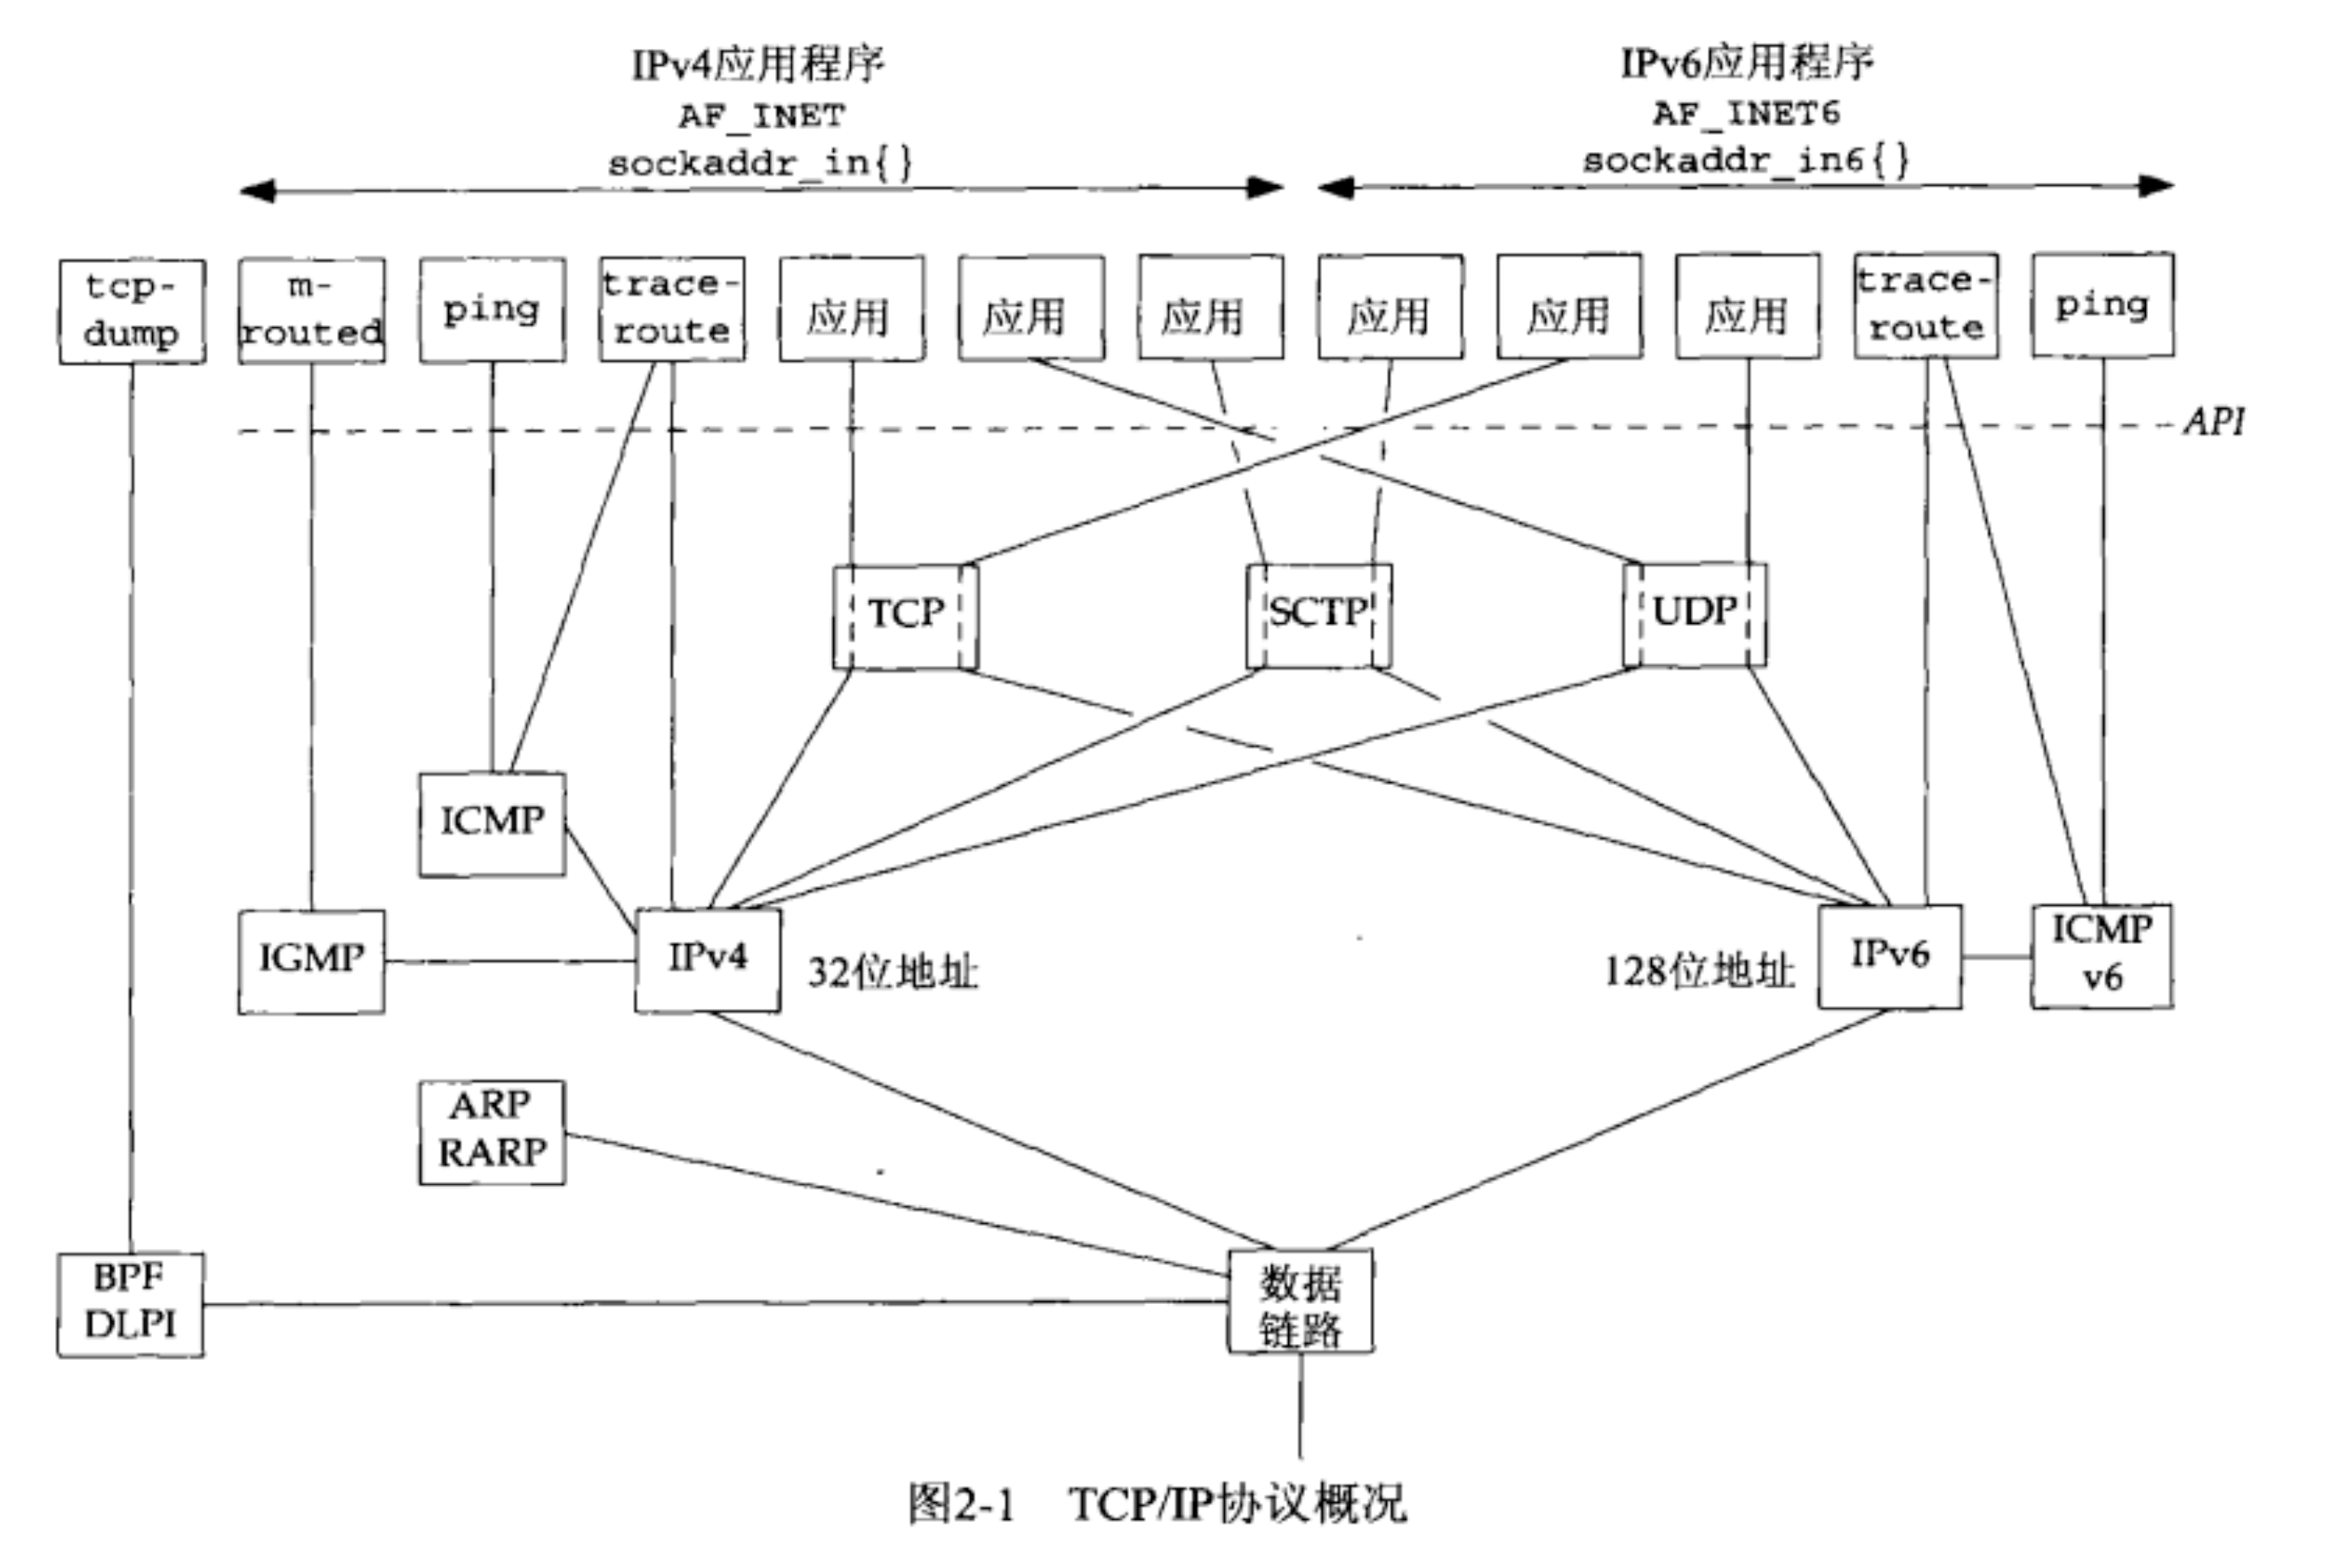 IPv4应用程序
AF_INET
sockaddr_in{}
IPv6应用程序
AF_INET6
sockaddr_in6{}
tcp-
dump
m-
routed
ping
trace-
route
应用
应用
应用
应用
应用
应用
trace-
route
ping
API
TCP
SCTP
UDP
ICMP
IGMP
IPv4
32位地址
128位地址
IPv6
ICMP
v6
ARP
RARP
BPF
DLPI
数据
链路
图2-1 TCP/IP协议概况